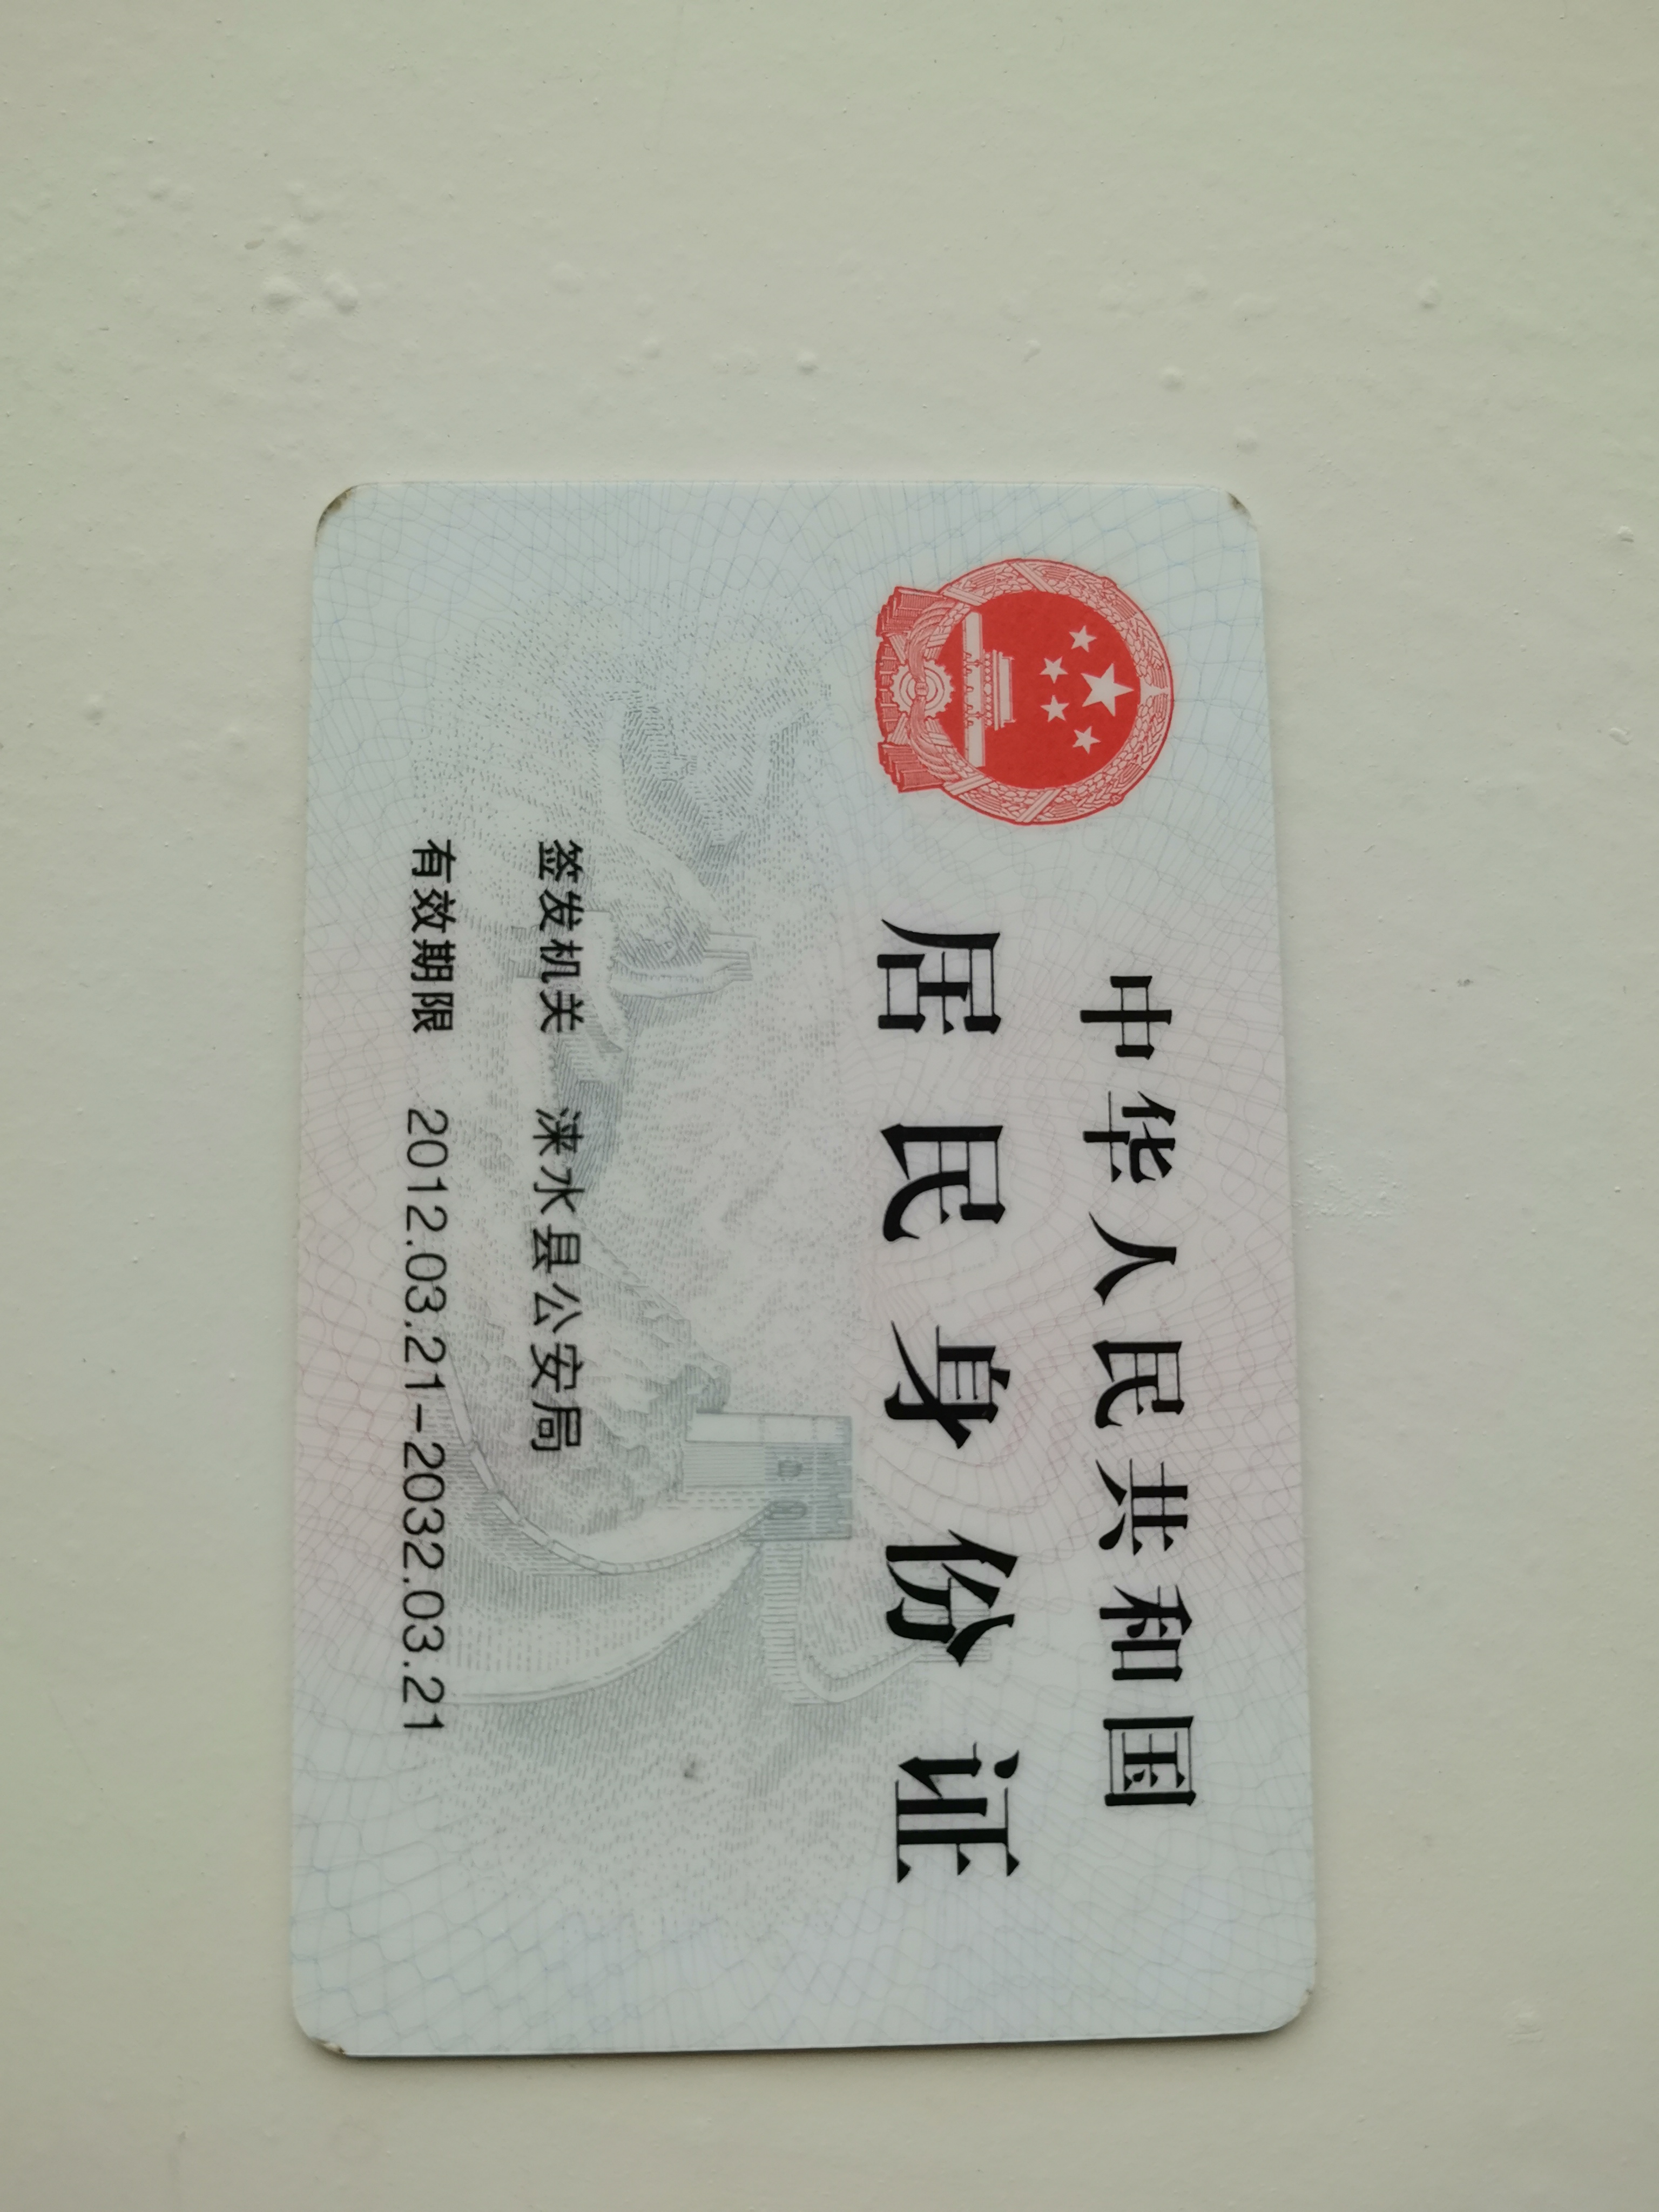 中华人民共和国
居民身份证
签发机关 涞水县公安局
有效期限 2012.03.21-2032.03.21